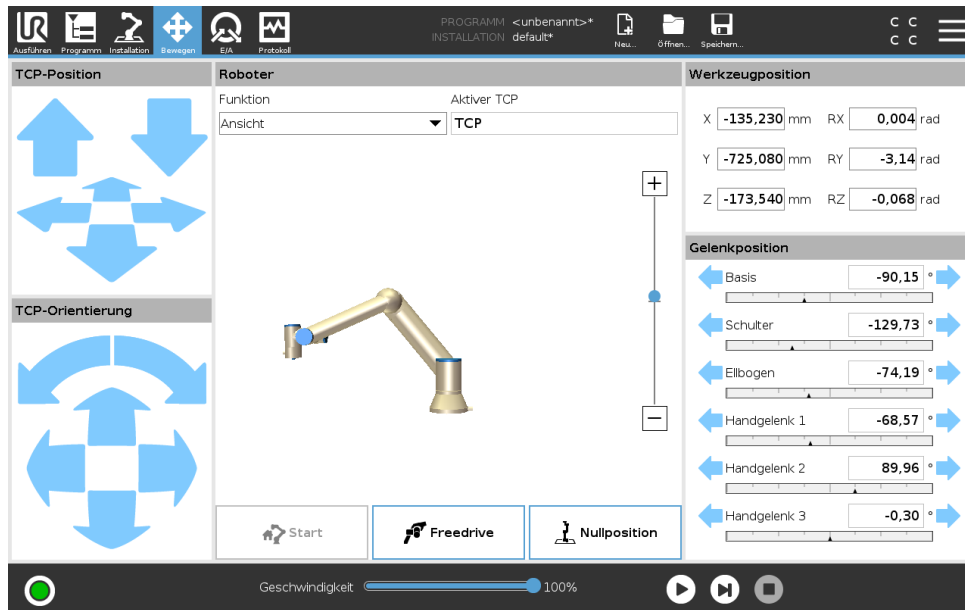 PROGRAMM <unbenannt>*
INSTALLATION default*
UR
Ausführen Programm Installation Bewegen E/A Protokoll Neu... Öffnen... Speichern...
C C
C C
TCP-Position
Roboter
Werkzeugposition
Funktion Aktiver TCP
Ansicht TCP
X -135,230 mm RX 0,004 rad
Y -725,080 mm RY -3,14 rad
Z -173,540 mm RZ -0,068 rad
+
−
Gelenkposition
Basis -90,15 °
Schulter -129,73 °
Ellbogen -74,19 °
Handgelenk 1 -68,57 °
Handgelenk 2 89,96 °
Handgelenk 3 -0,30 °
TCP-Orientierung
Start Freedrive Nullposition
Geschwindigkeit 100%